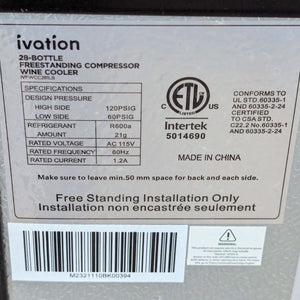 ivation
28-BOTTLE
FREESTANDING COMPRESSOR
WINE COOLER
SPECIFICATIONS
DESIGN PRESSURE
HIGH SIDE 120PSIG
LOW SIDE 60PSIG
REFRIGERANT R600a
AMOUNT 21g
RATED VOLTAGE AC 115V
RATED FREQUENCY 60Hz
RATED CURRENT 1.2A
ETL
Intertek
5014690
CONFORMS TO
UL STD.60335-1
AND 60335-2-24
CERTIFIED
TO CSA STD.
C22.2 No.60335-1
AND 60335-2-24
MADE IN CHINA
Make sure to leave min.50 mm space for back and right.
Free Standing Installation Only
Installation non encastrée seulement
M2321110BK00394
WARNING